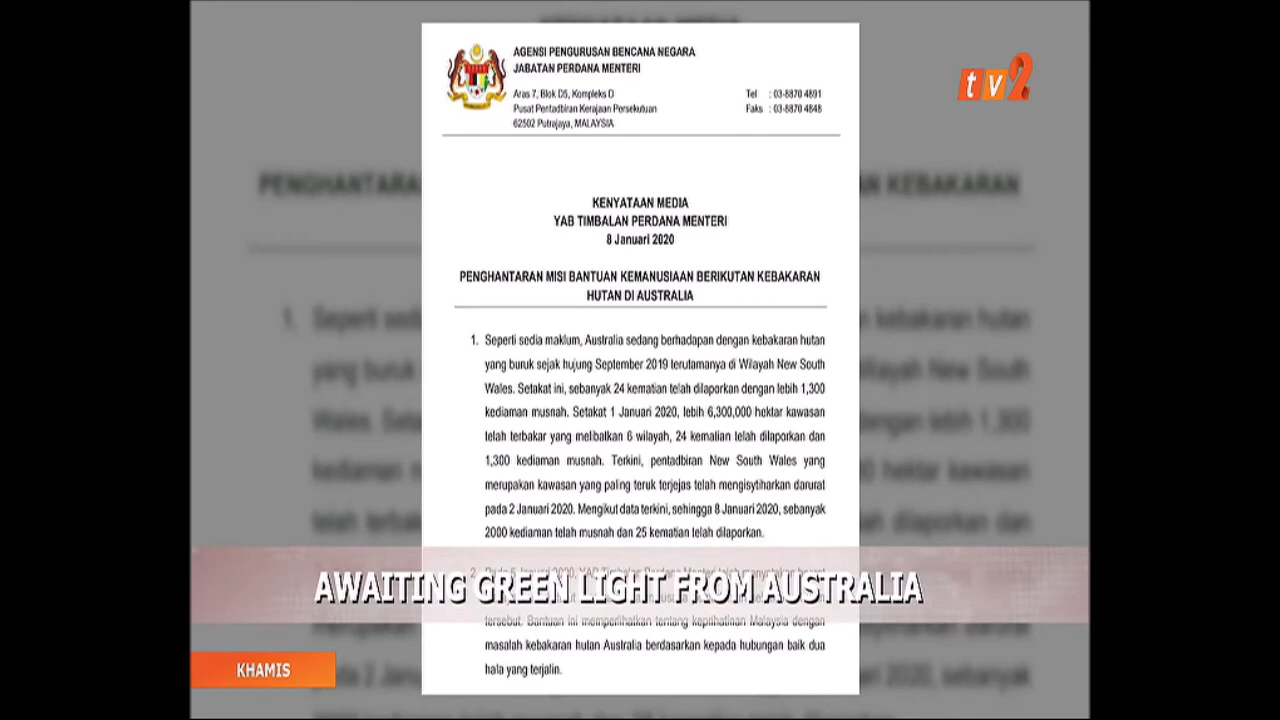 AGENSI PENGURUSAN BENCANA NEGARA
JABATAN PERDANA MENTERI
Aras 7, Blok D5, Kompleks D
Pusat Pentadbiran Kerajaan Persekutuan
62502 Putrajaya, MALAYSIA
Tel : 03-8870 4891
Faks : 03-8870 4848
tv2
KENYATAAN MEDIA
YAB TIMBALAN PERDANA MENTERI
8 Januari 2020
PENGHANTARAN MISI BANTUAN KEMANUSIAAN BERIKUTAN KEBAKARAN
HUTAN DI AUSTRALIA
1. Seperti sedia maklum, Australia sedang berhadapan dengan kebakaran hutan
yang buruk sejak hujung September 2019 terutamanya di Wilayah New South
Wales. Setakat ini, sebanyak 24 kematian telah dilaporkan dengan lebih 1,300
kediaman musnah. Setakat 1 Januari 2020, lebih 6,300,000 hektar kawasan
telah terbakar yang melibatkan 6 wilayah, 24 kematian telah dilaporkan dan
1,300 kediaman musnah. Terkini, pentadbiran New South Wales yang
merupakan kawasan yang paling teruk terjejas telah mengisytiharkan darurat
pada 2 Januari 2020. Mengikut data terkini, sehingga 8 Januari 2020, sebanyak
2000 kediaman telah musnah dan 25 kematian telah dilaporkan.
AWAITING GREEN LIGHT FROM AUSTRALIA
tersebut. Bantuan ini memperlihatkan tentang keprihatinan Malaysia dengan
masalah kebakaran hutan Australia berdasarkan kepada hubungan baik dua
hala yang terjalin.
KHAMIS